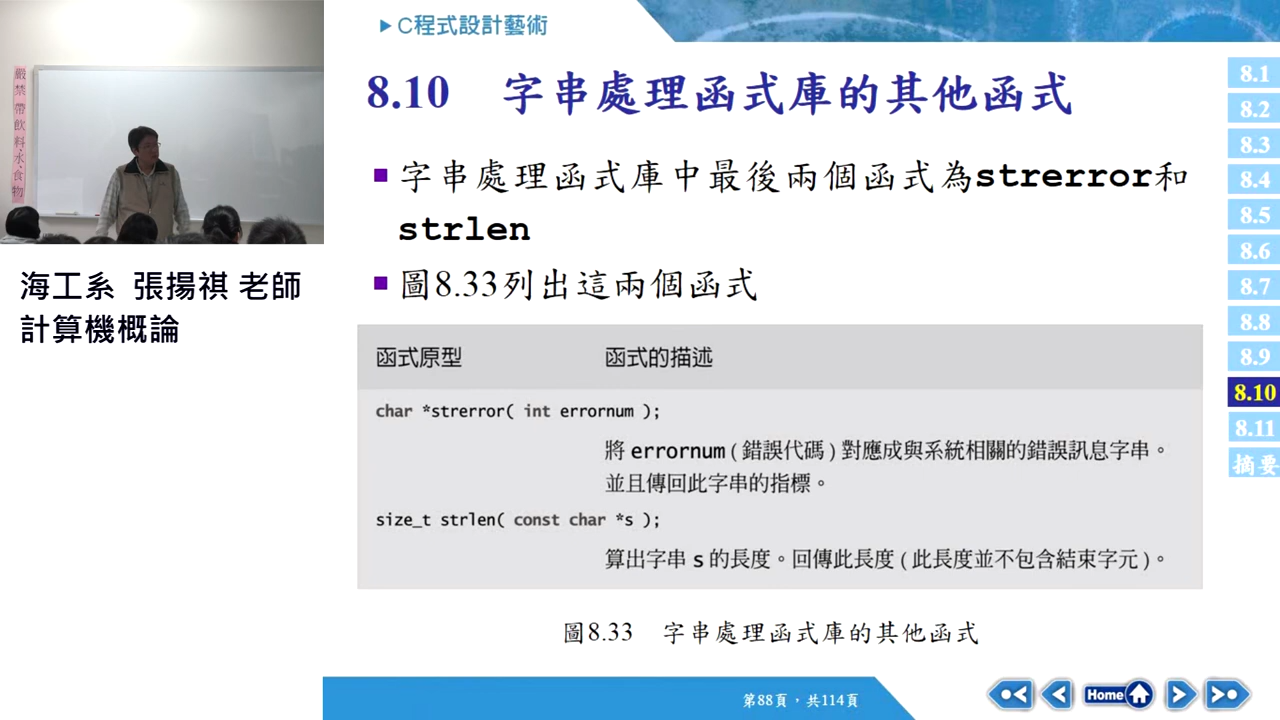 C程式設計藝術
8.10 字串處理函式庫的其他函式
字串處理函式庫中最後兩個函式為strerror和
strlen
圖8.33列出這兩個函式
嚴禁帶飲料、水、食物
海工系 張揚祺 老師
計算機概論
函式原型 函式的描述
char *strerror( int errornum );
將 errornum ( 錯誤代碼 ) 對應成與系統相關的錯誤訊息字串。
並且傳回此字串的指標。
size_t strlen( const char *s );
算出字串 s 的長度。回傳此長度 ( 此長度並不包含結束字元 )。
圖8.33 字串處理函式庫的其他函式
8.1
8.2
8.3
8.4
8.5
8.6
8.7
8.8
8.9
8.10
8.11
摘要
第88頁，共114頁
Home